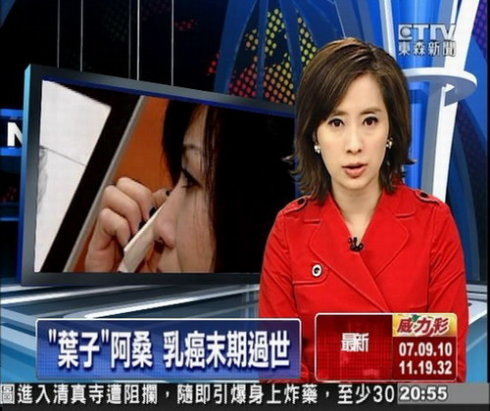 ETTV
東森新聞
N
"葉子"阿桑 乳癌末期過世
最新
威力彩
07.09.10
11.19.32
圖進入清真寺遭阻攔，隨即引爆身上炸藥，至少30
20:55